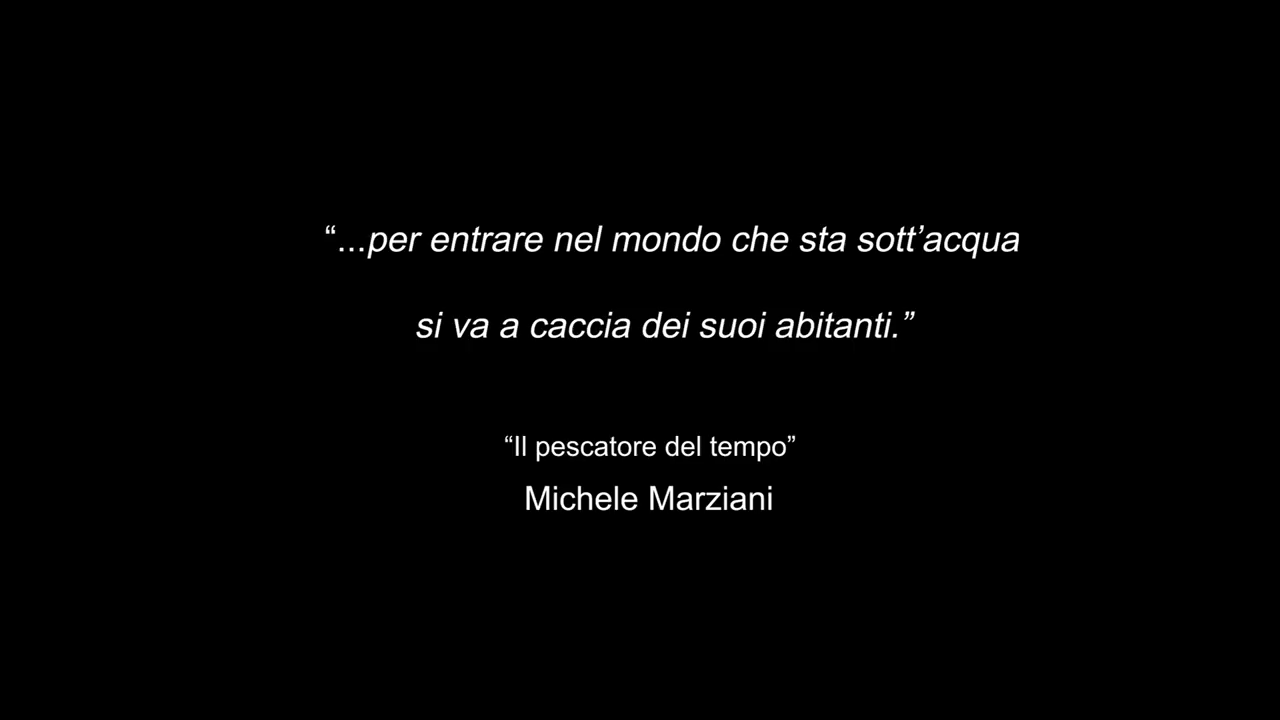 “...per entrare nel mondo che sta sott’acqua
si va a caccia dei suoi abitanti.”
“Il pescatore del tempo”
Michele Marziani